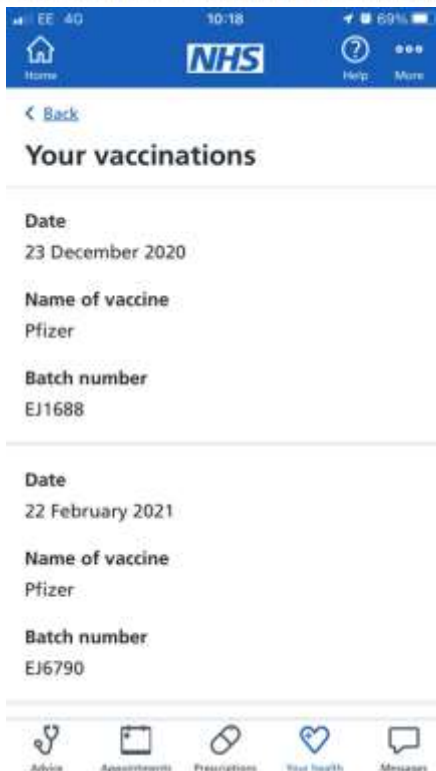 EE 4G 10:18 69%
NHS
Home Help More
Back
Your vaccinations
Date
23 December 2020
Name of vaccine
Pfizer
Batch number
EJ1688
Date
22 February 2021
Name of vaccine
Pfizer
Batch number
EJ6790
Advice Appointments Prescriptions Your health Messages